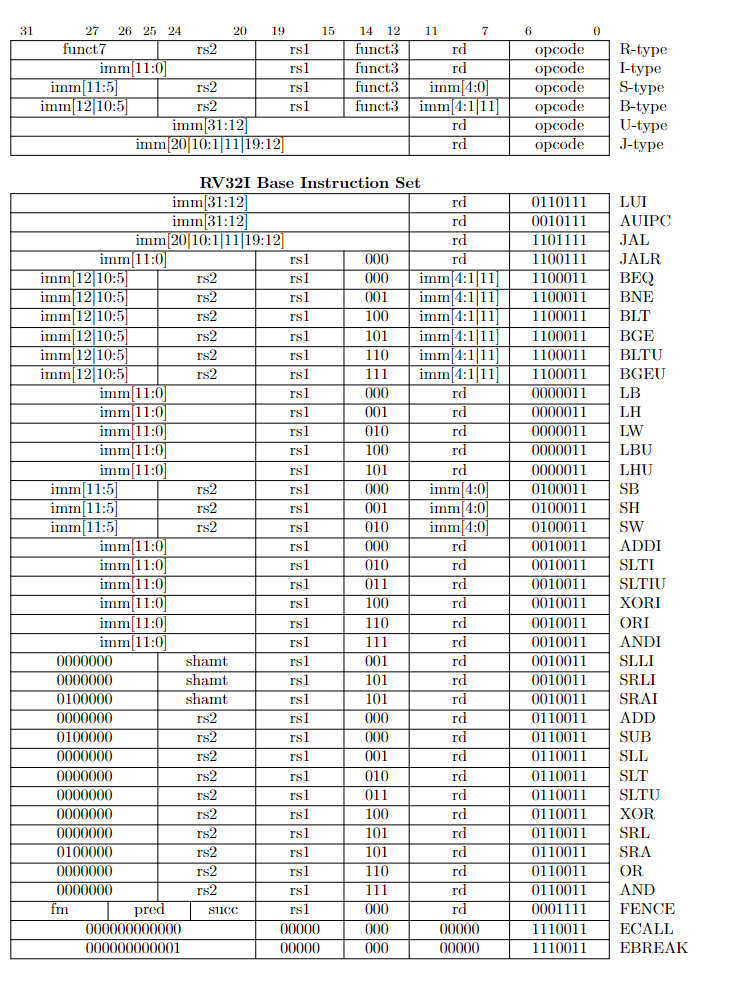 31 27 26 25 24 20 19 15 14 12 11 7 6 0
funct7 rs2 rs1 funct3 rd opcode R-type
imm[11:0] rs1 funct3 rd opcode I-type
imm[11:5] rs2 rs1 funct3 imm[4:0] opcode S-type
imm[12|10:5] rs2 rs1 funct3 imm[4:1|11] opcode B-type
imm[31:12] rd opcode U-type
imm[20|10:1|11|19:12] rd opcode J-type
RV32I Base Instruction Set
imm[31:12] rd 0110111 LUI
imm[31:12] rd 0010111 AUIPC
imm[20|10:1|11|19:12] rd 1101111 JAL
imm[11:0] rs1 000 rd 1100111 JALR
imm[12|10:5] rs2 rs1 000 imm[4:1|11] 1100011 BEQ
imm[12|10:5] rs2 rs1 001 imm[4:1|11] 1100011 BNE
imm[12|10:5] rs2 rs1 100 imm[4:1|11] 1100011 BLT
imm[12|10:5] rs2 rs1 101 imm[4:1|11] 1100011 BGE
imm[12|10:5] rs2 rs1 110 imm[4:1|11] 1100011 BLTU
imm[12|10:5] rs2 rs1 111 imm[4:1|11] 1100011 BGEU
imm[11:0] rs1 000 rd 0000011 LB
imm[11:0] rs1 001 rd 0000011 LH
imm[11:0] rs1 010 rd 0000011 LW
imm[11:0] rs1 100 rd 0000011 LBU
imm[11:0] rs1 101 rd 0000011 LHU
imm[11:5] rs2 rs1 000 imm[4:0] 0100011 SB
imm[11:5] rs2 rs1 001 imm[4:0] 0100011 SH
imm[11:5] rs2 rs1 010 imm[4:0] 0100011 SW
imm[11:0] rs1 000 rd 0010011 ADDI
imm[11:0] rs1 010 rd 0010011 SLTI
imm[11:0] rs1 011 rd 0010011 SLTIU
imm[11:0] rs1 100 rd 0010011 XORI
imm[11:0] rs1 110 rd 0010011 ORI
imm[11:0] rs1 111 rd 0010011 ANDI
0000000 shamt rs1 001 rd 0010011 SLLI
0000000 shamt rs1 101 rd 0010011 SRLI
0100000 shamt rs1 101 rd 0010011 SRAI
0000000 rs2 rs1 000 rd 0110011 ADD
0100000 rs2 rs1 000 rd 0110011 SUB
0000000 rs2 rs1 001 rd 0110011 SLL
0000000 rs2 rs1 010 rd 0110011 SLT
0000000 rs2 rs1 011 rd 0110011 SLTU
0000000 rs2 rs1 100 rd 0110011 XOR
0000000 rs2 rs1 101 rd 0110011 SRL
0100000 rs2 rs1 101 rd 0110011 SRA
0000000 rs2 rs1 110 rd 0110011 OR
0000000 rs2 rs1 111 rd 0110011 AND
fm pred succ rs1 000 rd 0001111 FENCE
000000000000 00000 000 00000 1110011 ECALL
000000000001 00000 000 00000 1110011 EBREAK